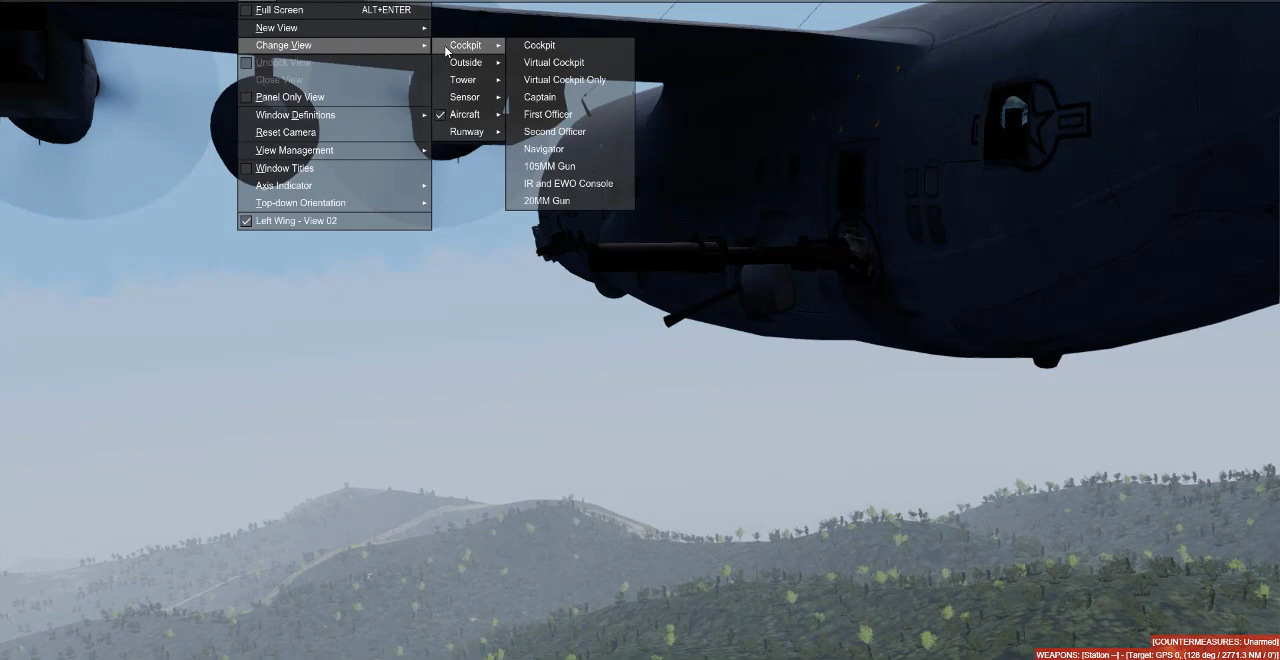 Full Screen ALT+ENTER
New View
Change View
Undock View
Close View
Panel Only View
Window Definitions
Reset Camera
View Management
Window Titles
Axis Indicator
Top-down Orientation
Left Wing - View 02
Cockpit
Outside
Tower
Sensor
Aircraft
Runway
Cockpit
Virtual Cockpit
Virtual Cockpit Only
Captain
First Officer
Second Officer
Navigator
105MM Gun
IR and EWO Console
20MM Gun
[COUNTERMEASURES: Unarmed]
WEAPONS: [Station --] - [Target: GPS 0, (128 deg / 2771.3 NM / 0')]